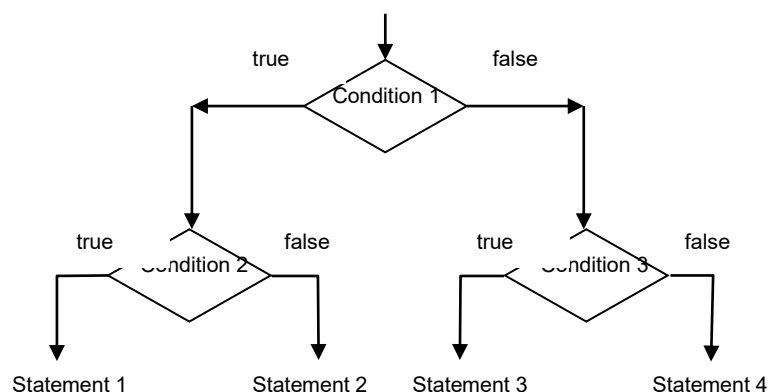 true false
Condition 1
true false true false
Condition 2 Condition 3
Statement 1 Statement 2 Statement 3 Statement 4